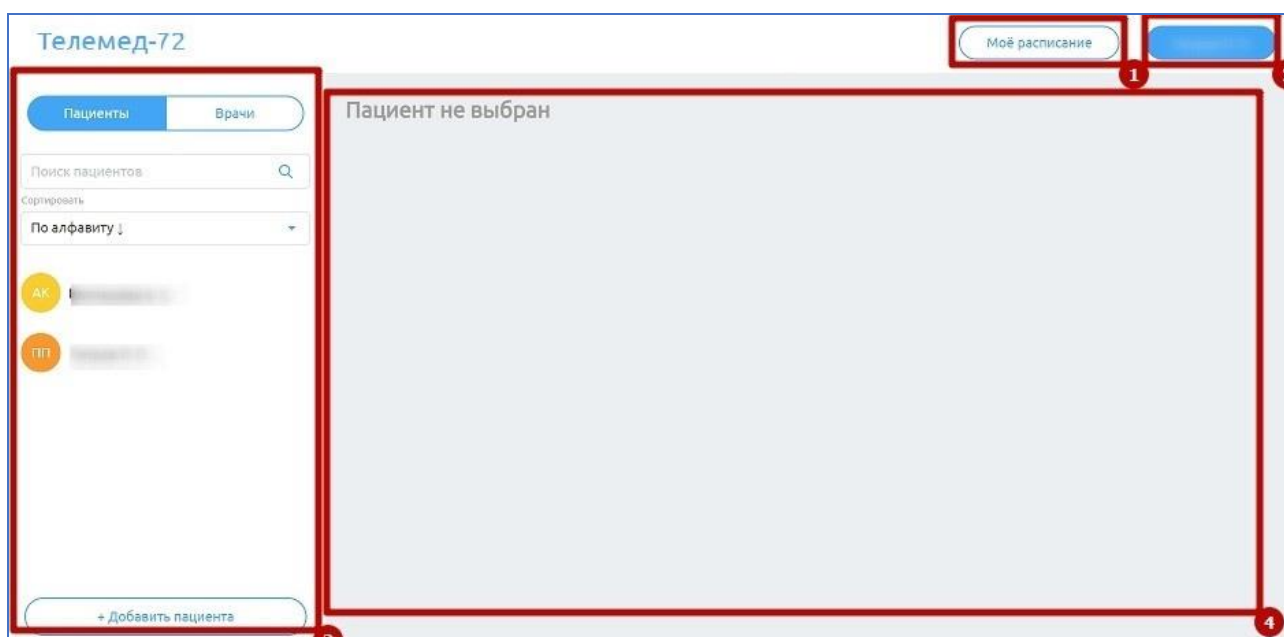 Телемед-72
Моё расписание
1
Пациенты
Врачи
Пациент не выбран
Поиск пациентов
Сортировать
По алфавиту ↓
АК
ПП
+ Добавить пациента
4